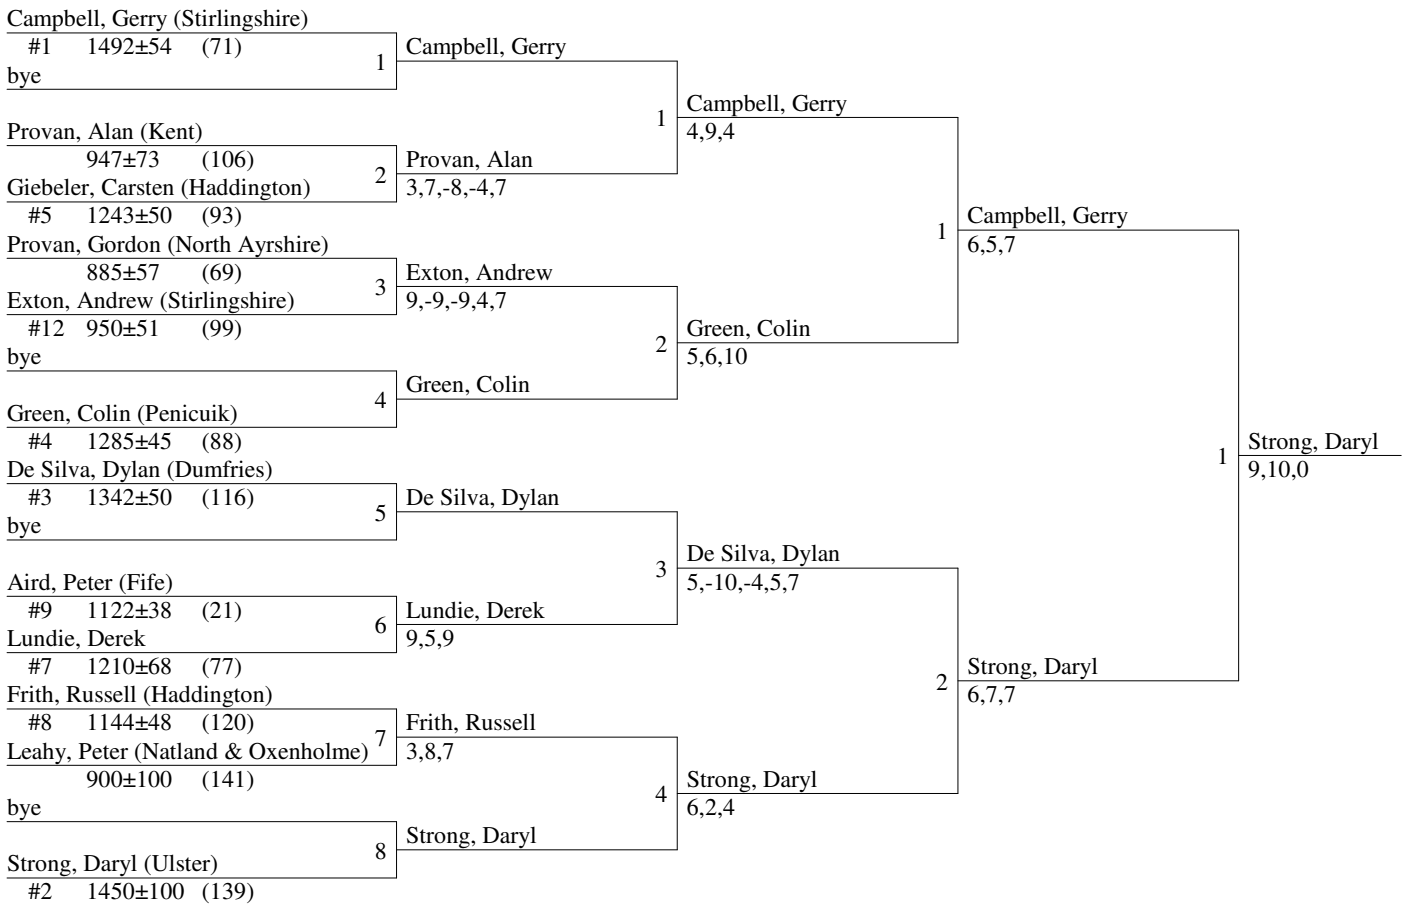 Campbell, Gerry (Stirlingshire)
#1 1492±54 (71)
bye
1
Campbell, Gerry
Provan, Alan (Kent)
947±73 (106)
Giebeler, Carsten (Haddington)
#5 1243±50 (93)
2
Provan, Alan
3,7,-8,-4,7
Provan, Gordon (North Ayrshire)
885±57 (69)
Exton, Andrew (Stirlingshire)
#12 950±51 (99)
3
Exton, Andrew
9,-9,-9,4,7
bye
Green, Colin (Penicuik)
#4 1285±45 (88)
4
Green, Colin
De Silva, Dylan (Dumfries)
#3 1342±50 (116)
bye
5
De Silva, Dylan
Aird, Peter (Fife)
#9 1122±38 (21)
Lundie, Derek
#7 1210±68 (77)
6
Lundie, Derek
9,5,9
Frith, Russell (Haddington)
#8 1144±48 (120)
Leahy, Peter (Natland & Oxenholme)
900±100 (141)
7
Frith, Russell
3,8,7
bye
Strong, Daryl (Ulster)
#2 1450±100 (139)
8
Strong, Daryl
1
Campbell, Gerry
4,9,4
2
Green, Colin
5,6,10
3
De Silva, Dylan
5,-10,-4,5,7
4
Strong, Daryl
6,2,4
1
Campbell, Gerry
6,5,7
2
Strong, Daryl
6,7,7
1
Strong, Daryl
9,10,0